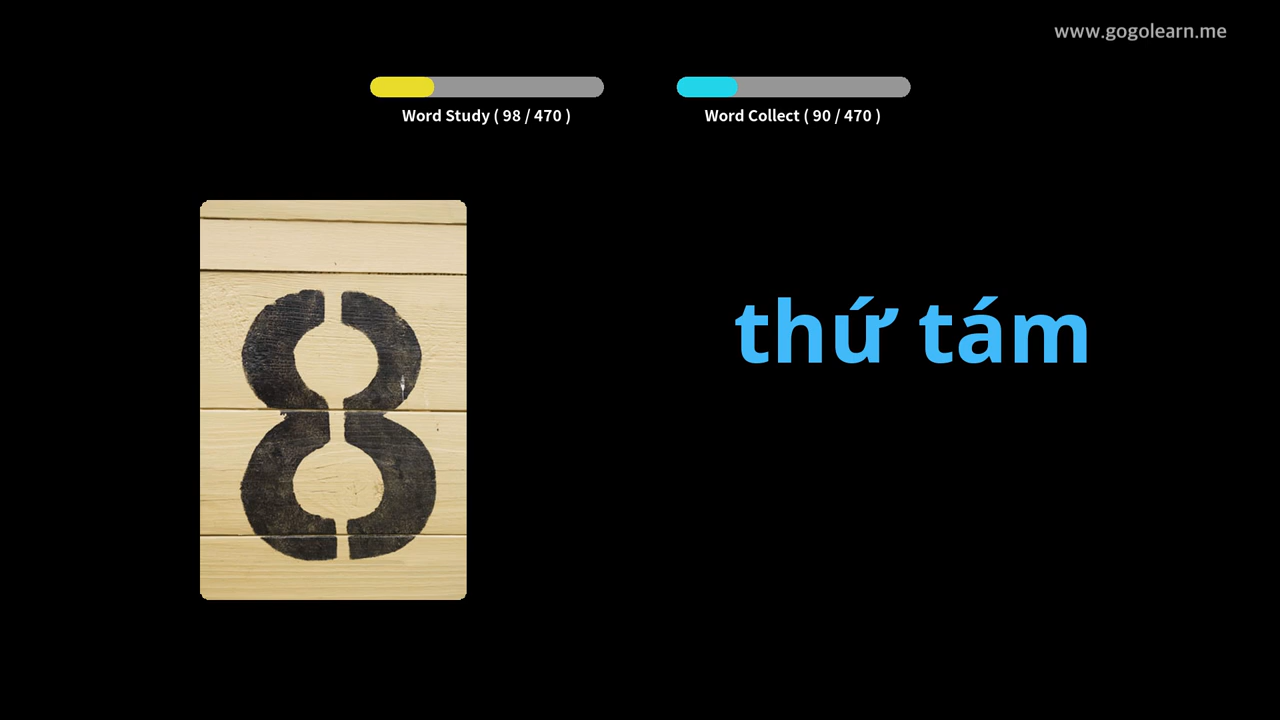 www.gogolearn.me
Word Study ( 98 / 470 )
Word Collect ( 90 / 470 )
8
thứ tám